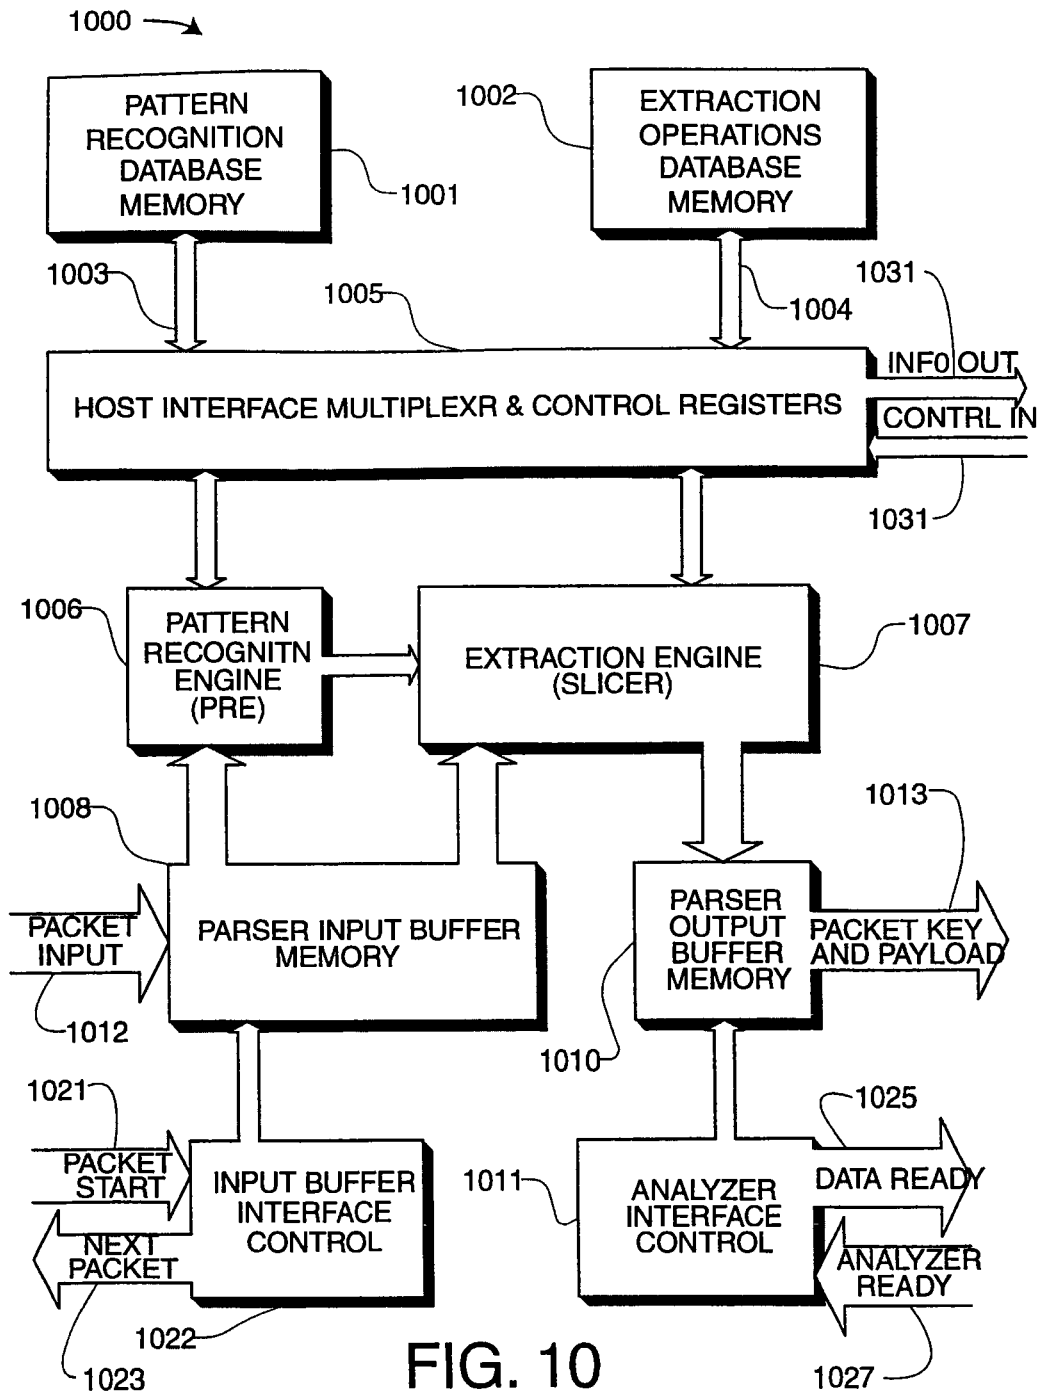 1000
PATTERN
RECOGNITION
DATABASE
MEMORY
1001
1002
EXTRACTION
OPERATIONS
DATABASE
MEMORY
1003
1005
1004
1031
HOST INTERFACE MULTIPLEXR & CONTROL REGISTERS
INF0 OUT
CONTRL IN
1031
1006
PATTERN
RECOGNITN
ENGINE
(PRE)
EXTRACTION ENGINE
(SLICER)
1007
1008
1013
PACKET
INPUT
1012
PARSER INPUT BUFFER
MEMORY
PARSER
OUTPUT
BUFFER
MEMORY
1010
PACKET KEY
AND PAYLOAD
1021
PACKET
START
NEXT
PACKET
1023
INPUT BUFFER
INTERFACE
CONTROL
1022
1011
ANALYZER
INTERFACE
CONTROL
1025
DATA READY
ANALYZER
READY
1027
FIG. 10